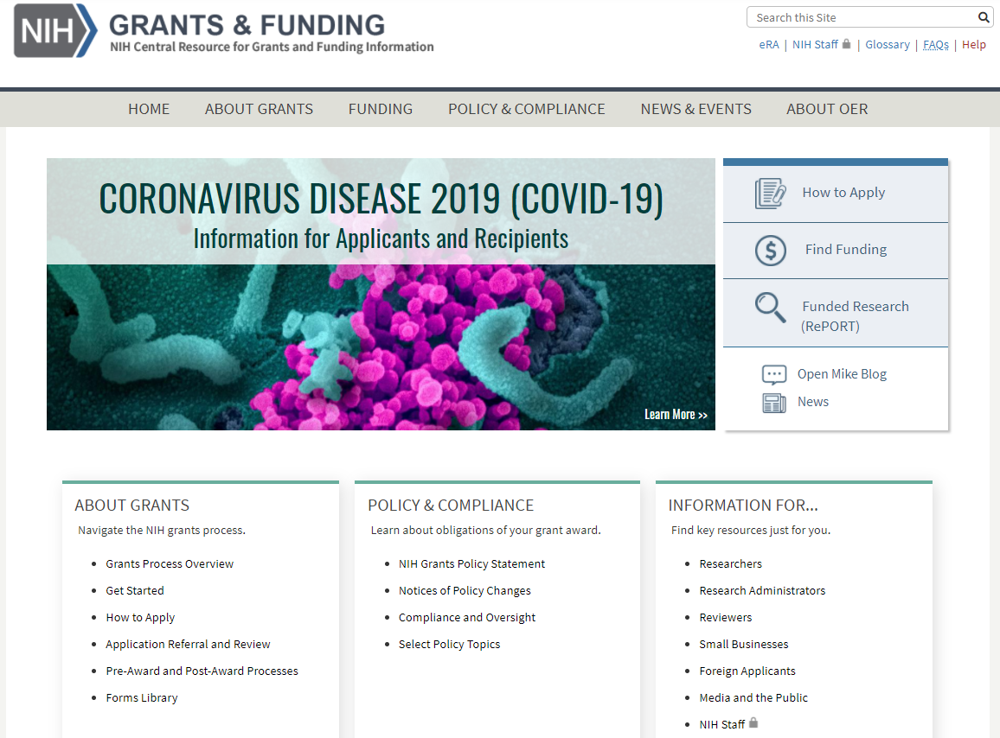 NIH
GRANTS & FUNDING
NIH Central Resource for Grants and Funding Information
Search this Site
eRA | NIH Staff | Glossary | FAQs | Help
HOME ABOUT GRANTS FUNDING POLICY & COMPLIANCE NEWS & EVENTS ABOUT OER
CORONAVIRUS DISEASE 2019 (COVID-19)
Information for Applicants and Recipients
Learn More >>
How to Apply
Find Funding
Funded Research
(RePORT)
Open Mike Blog
News
ABOUT GRANTS
Navigate the NIH grants process.
• Grants Process Overview
• Get Started
• How to Apply
• Application Referral and Review
• Pre-Award and Post-Award Processes
• Forms Library
POLICY & COMPLIANCE
Learn about obligations of your grant award.
• NIH Grants Policy Statement
• Notices of Policy Changes
• Compliance and Oversight
• Select Policy Topics
INFORMATION FOR...
Find key resources just for you.
• Researchers
• Research Administrators
• Reviewers
• Small Businesses
• Foreign Applicants
• Media and the Public
• NIH Staff